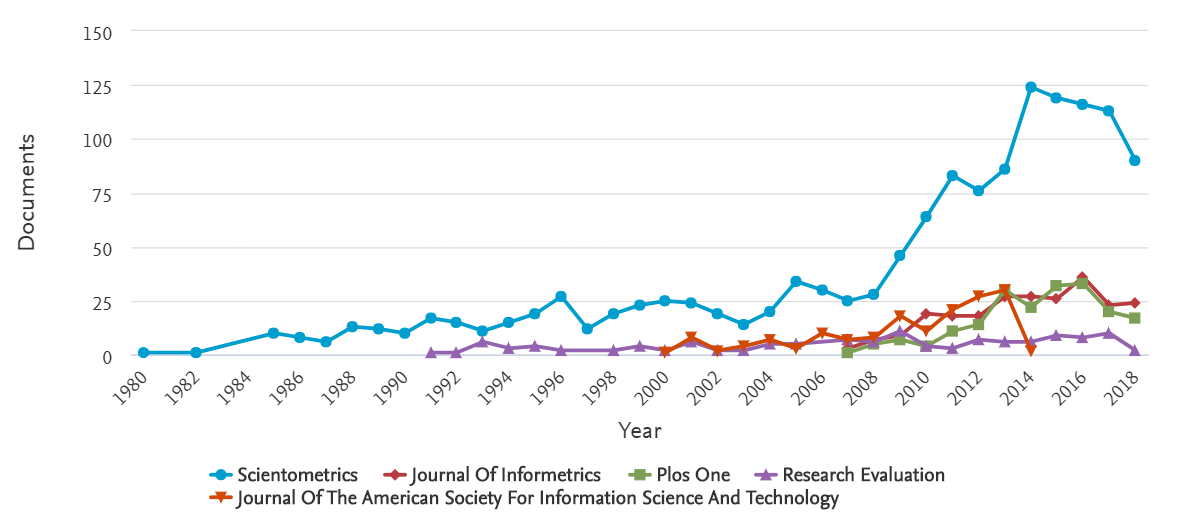 150
125
100
75
50
25
0
Documents
1980 1982 1984 1986 1988 1990 1992 1994 1996 1998 2000 2002 2004 2006 2008 2010 2012 2014 2016 2018
Year
Scientometrics Journal Of Informetrics Plos One Research Evaluation
Journal Of The American Society For Information Science And Technology